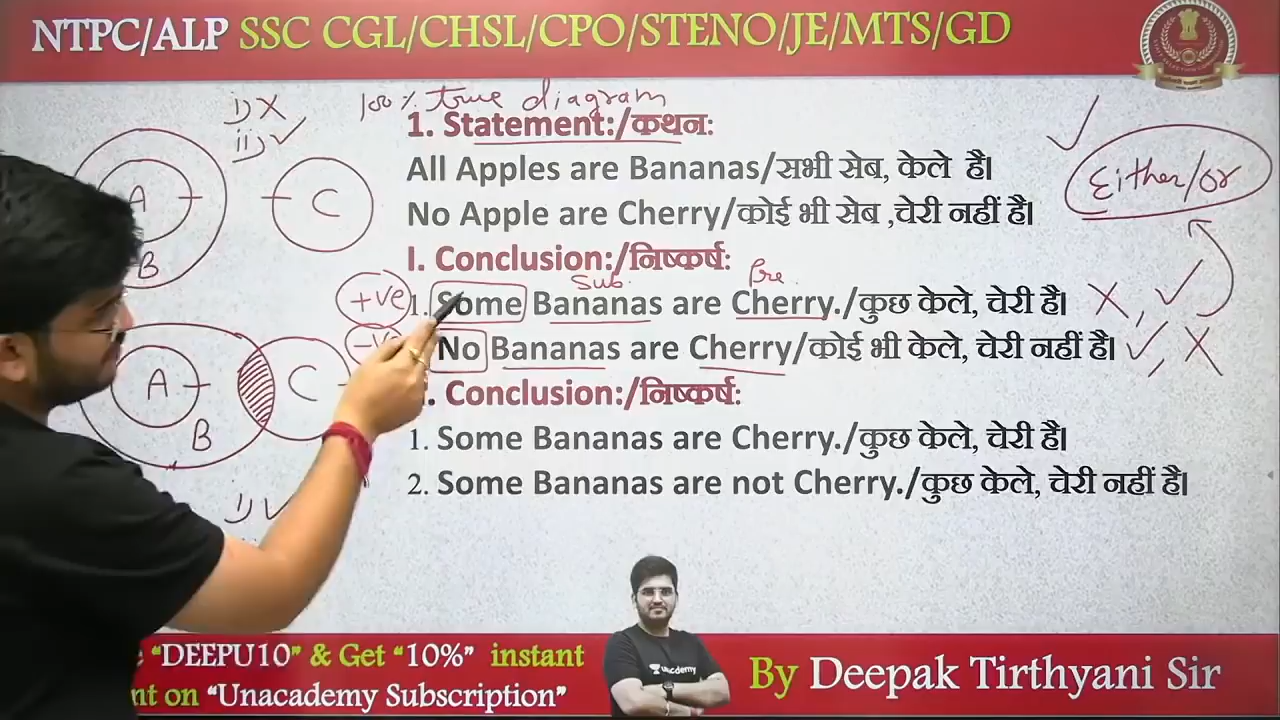 NTPC/ALP SSC CGL/CHSL/CPO/STENO/JE/MTS/GD
i) X
ii) ✓
100% true diagram
1. Statement:/कथन:
All Apples are Bananas/सभी सेब, केले है।
No Apple are Cherry/कोई भी सेब ,चेरी नहीं है।
Either/or
A
B
C
I. Conclusion:/निष्कर्ष:
Sub.
Pre.
+ve
1. Some Bananas are Cherry./कुछ केले, चेरी है। X, ✓
No Bananas are Cherry/कोई भी केले, चेरी नहीं है। ✓, X
A
B
C
. Conclusion:/निष्कर्ष:
1. Some Bananas are Cherry./कुछ केले, चेरी है।
2. Some Bananas are not Cherry./कुछ केले, चेरी नहीं है।
i) ✓
unacademy
"DEEPU10" & Get "10%" instant
on "Unacademy Subscription"
By Deepak Tirthyani Sir